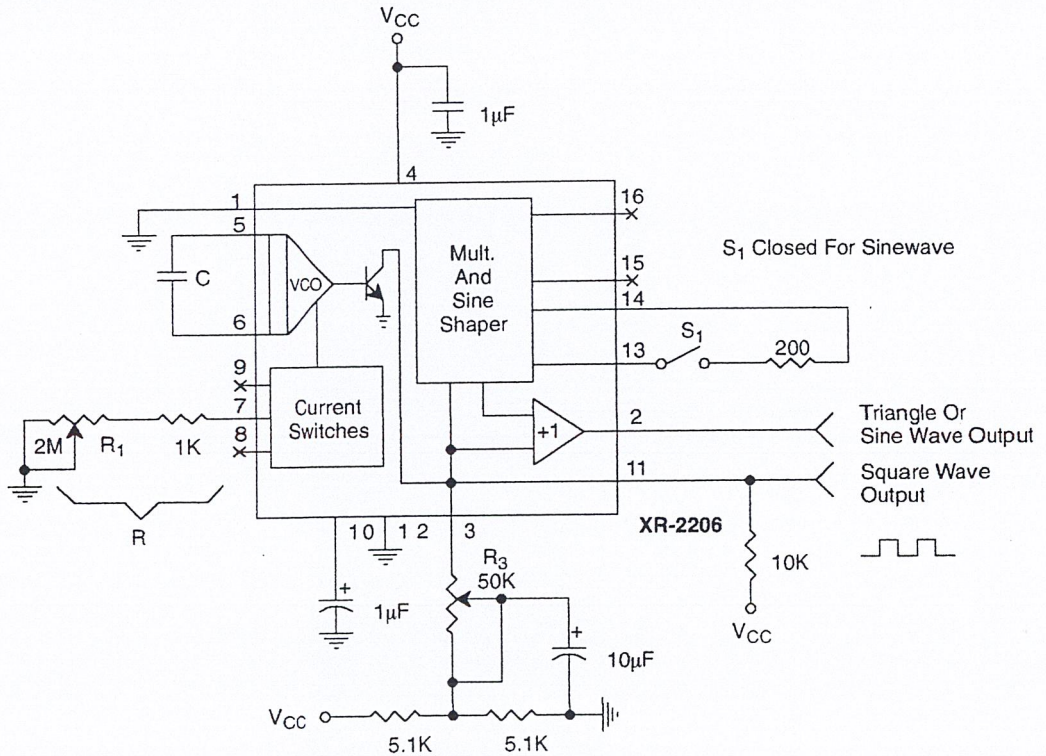 VCC
1μF
4
1
16
5
S1 Closed For Sinewave
Mult.
And
Sine
Shaper
15
C
VCO
14
6
S1
200
13
9
Current
Switches
7
2M
R1
1K
8
+1
2
Triangle Or
Sine Wave Output
11
Square Wave
Output
R
10
1 2
3
XR-2206
R3
50K
10K
1μF
VCC
10μF
VCC
5.1K
5.1K